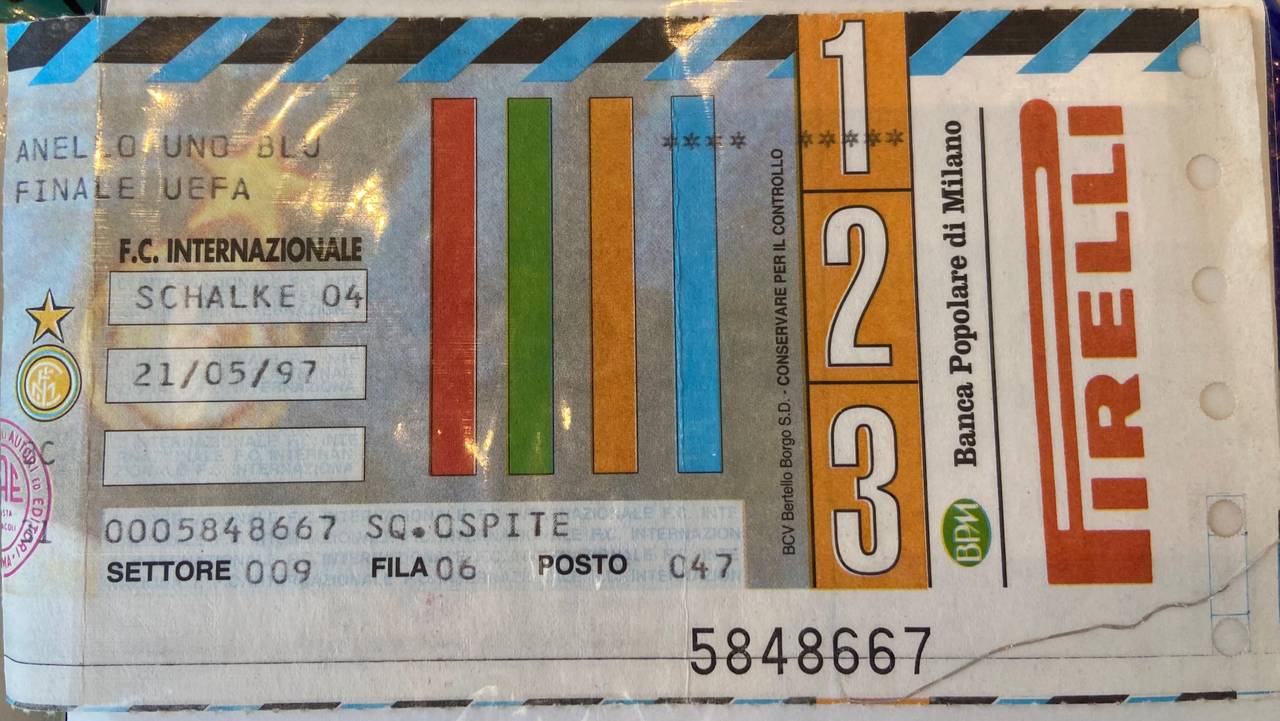 ANELLO UNO BLU
FINALE UEFA
F.C. INTERNAZIONALE
SCHALKE 04
21/05/97
0005848667 SQ.OSPITE
SETTORE 009 FILA 06 POSTO 047
5848667
**** *****
BCV Bertello Borgo S.D. - CONSERVARE PER IL CONTROLLO
1
2
3
BPM Banca Popolare di Milano
PIRELLI